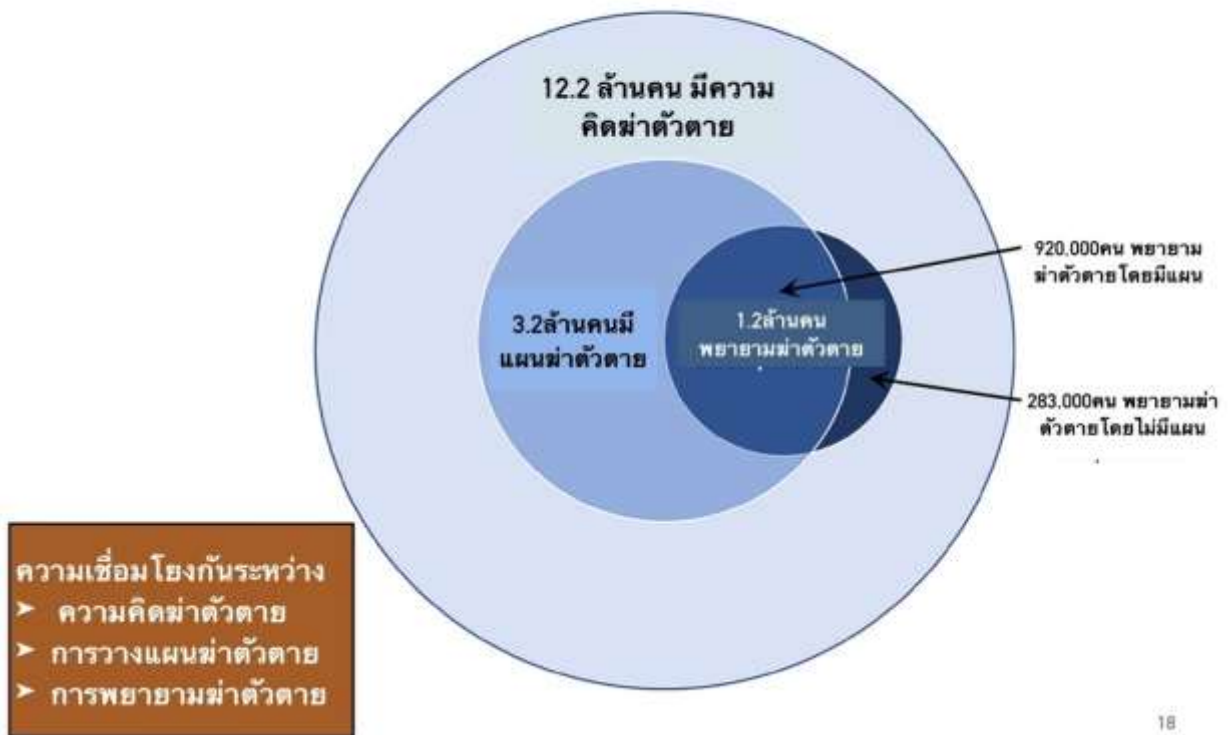 12.2 ล้านคน มีความ
คิดฆ่าตัวตาย
920,000คน พยายาม
ฆ่าตัวตายโดยมีแผน
3.2ล้านคนมี
แผนฆ่าตัวตาย
1.2ล้านคน
พยายามฆ่าตัวตาย
283,000คน พยายามฆ่า
ตัวตายโดยไม่มีแผน
ความเชื่อมโยงกันระหว่าง
➤ ความคิดฆ่าตัวตาย
➤ การวางแผนฆ่าตัวตาย
➤ การพยายามฆ่าตัวตาย
18